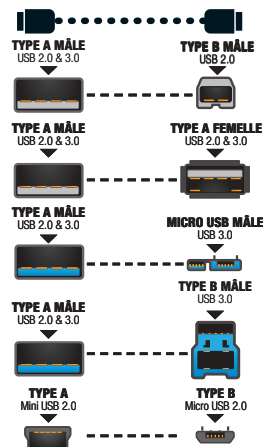 TYPE A MÂLE
USB 2.0 & 3.0
TYPE B MÂLE
USB 2.0
TYPE A MÂLE
USB 2.0 & 3.0
TYPE A FEMELLE
USB 2.0 & 3.0
TYPE A MÂLE
USB 2.0 & 3.0
MICRO USB MÂLE
USB 3.0
TYPE A MÂLE
USB 2.0 & 3.0
TYPE B MÂLE
USB 3.0
TYPE A
Mini USB 2.0
TYPE B
Micro USB 2.0